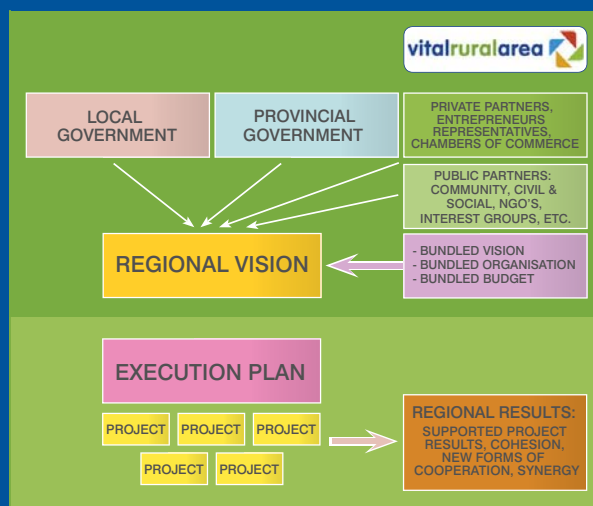 vitalruralarea
LOCAL
GOVERNMENT
PROVINCIAL
GOVERNMENT
PRIVATE PARTNERS,
ENTREPRENEURS
REPRESENTATIVES,
CHAMBERS OF COMMERCE
PUBLIC PARTNERS:
COMMUNITY, CIVIL &
SOCIAL, NGO'S,
INTEREST GROUPS, ETC.
REGIONAL VISION
- BUNDLED VISION
- BUNDLED ORGANISATION
- BUNDLED BUDGET
EXECUTION PLAN
PROJECT
PROJECT
PROJECT
PROJECT
PROJECT
REGIONAL RESULTS:
SUPPORTED PROJECT
RESULTS, COHESION,
NEW FORMS OF
COOPERATION, SYNERGY